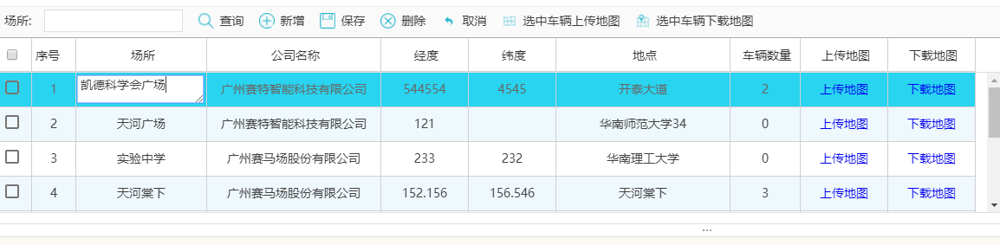 场所: 查询 新增 保存 删除 取消 选中车辆上传地图 选中车辆下载地图
序号 场所 公司名称 经度 纬度 地点 车辆数量 上传地图 下载地图
1 凯德科学会广场 广州赛特智能科技有限公司 544554 4545 开泰大道 2 上传地图 下载地图
2 天河广场 广州赛特智能科技有限公司 121 华南师范大学34 0 上传地图 下载地图
3 实验中学 广州赛马场股份有限公司 233 232 华南理工大学 0 上传地图 下载地图
4 天河棠下 广州赛马场股份有限公司 152.156 156.546 天河棠下 3 上传地图 下载地图